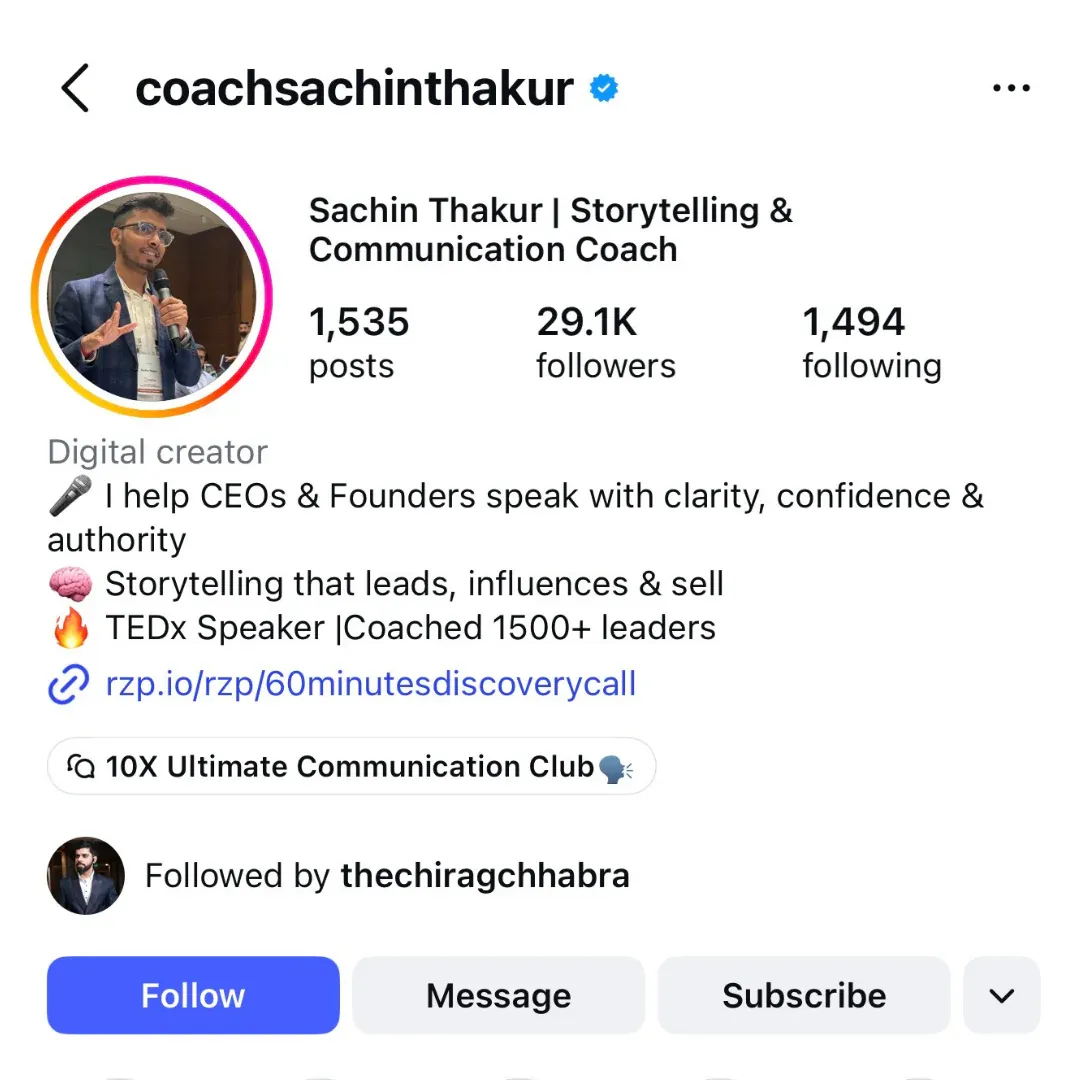 coachsachinthakur
Sachin Thakur | Storytelling &
Communication Coach
1,535 29.1K 1,494
posts followers following
Digital creator
🎤 I help CEOs & Founders speak with clarity, confidence &
authority
🧠 Storytelling that leads, influences & sell
🔥 TEDx Speaker |Coached 1500+ leaders
rzp.io/rzp/60minutesdiscoverycall
10X Ultimate Communication Club🗣️
Followed by thechiragchhabra
Follow Message Subscribe